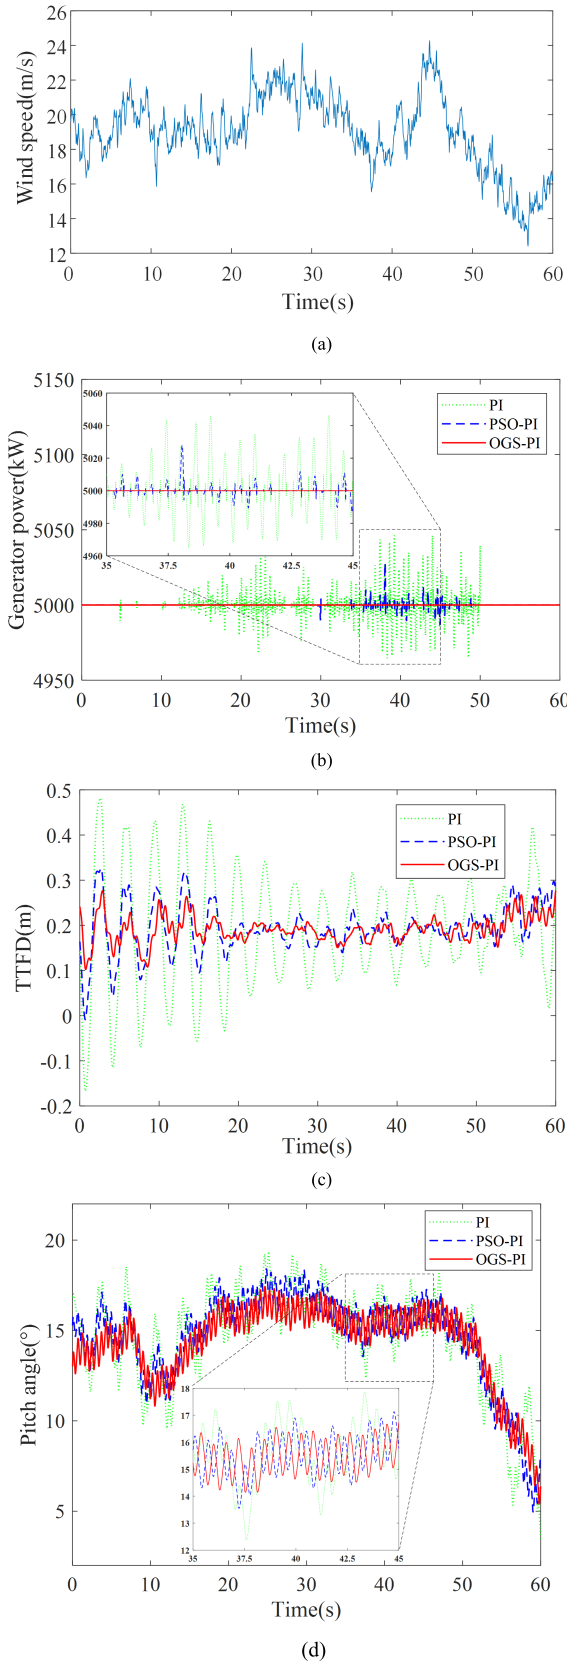 26
24
22
20
18
16
14
12
Wind speed(m/s)
0 10 20 30 40 50 60
Time(s)
(a)
5150
5100
5050
5000
4950
Generator power(kW)
5060
5040
5020
5000
4980
4960
35 37.5 40 42.5 45
PI
PSO-PI
OGS-PI
0 10 20 30 40 50 60
Time(s)
(b)
0.5
0.4
0.3
0.2
0.1
0
-0.1
-0.2
TTFD(m)
PI
PSO-PI
OGS-PI
0 10 20 30 40 50 60
Time(s)
(c)
20
15
10
5
Pitch angle(°)
PI
PSO-PI
OGS-PI
18
17
16
15
14
13
12
35 37.5 40 42.5 45
0 10 20 30 40 50 60
Time(s)
(d)